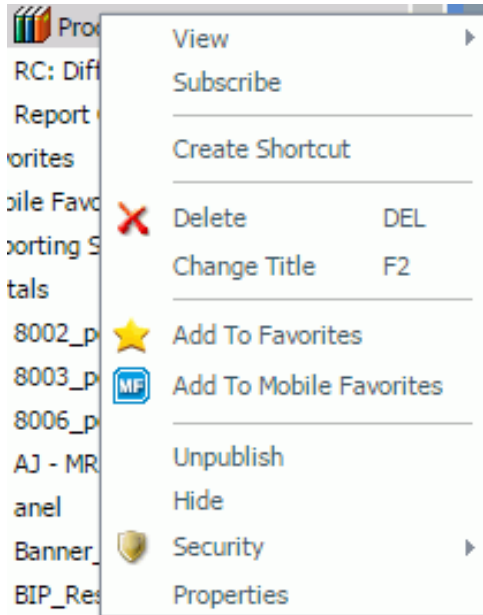 Proc
RC: Diff
Report
orites
bile Favo
porting S
tals
8002_p
8003_p
8006_p
AJ - MR
anel
Banner_
BIP_Res
View
Subscribe
Create Shortcut
Delete DEL
Change Title F2
Add To Favorites
MF Add To Mobile Favorites
Unpublish
Hide
Security
Properties